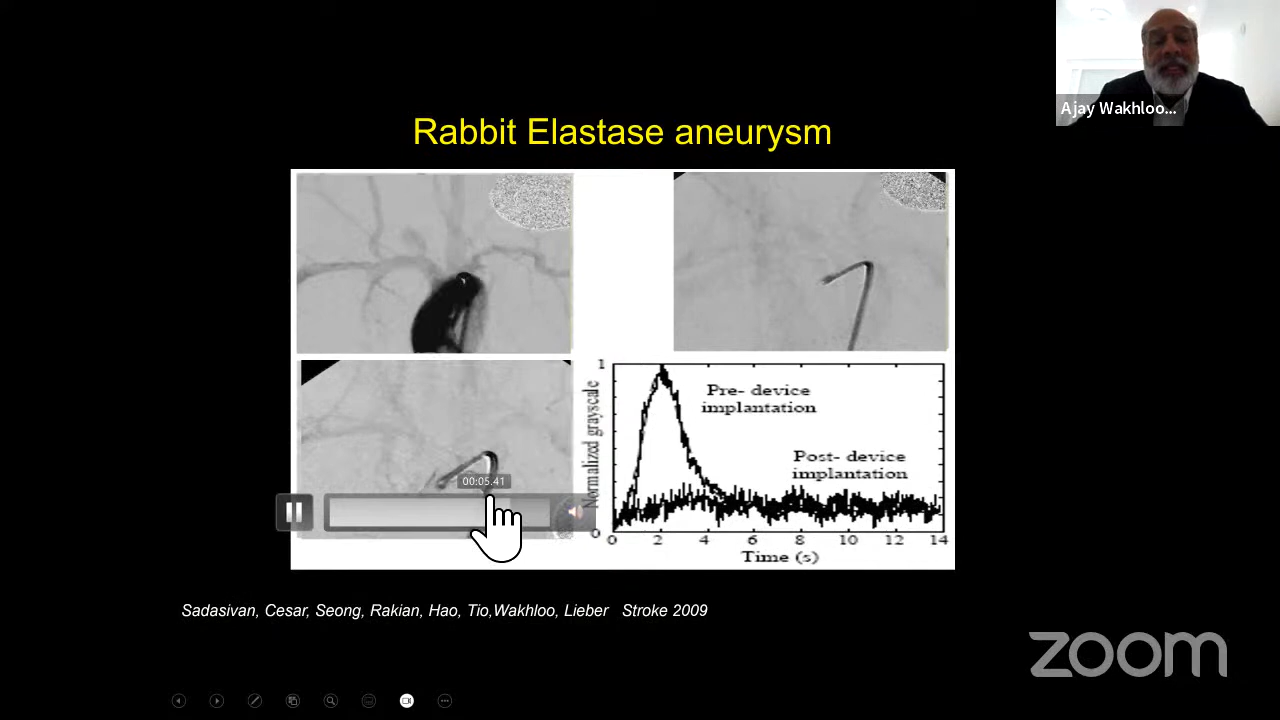 Ajay Wakhloo...
Rabbit Elastase aneurysm
1
Pre- device
implantation
Normalized grayscale
Post- device
implantation
00:05.41
0
0 2 4 6 8 10 12 14
Time (s)
Sadasivan, Cesar, Seong, Rakian, Hao, Tio,Wakhloo, Lieber Stroke 2009
zoom